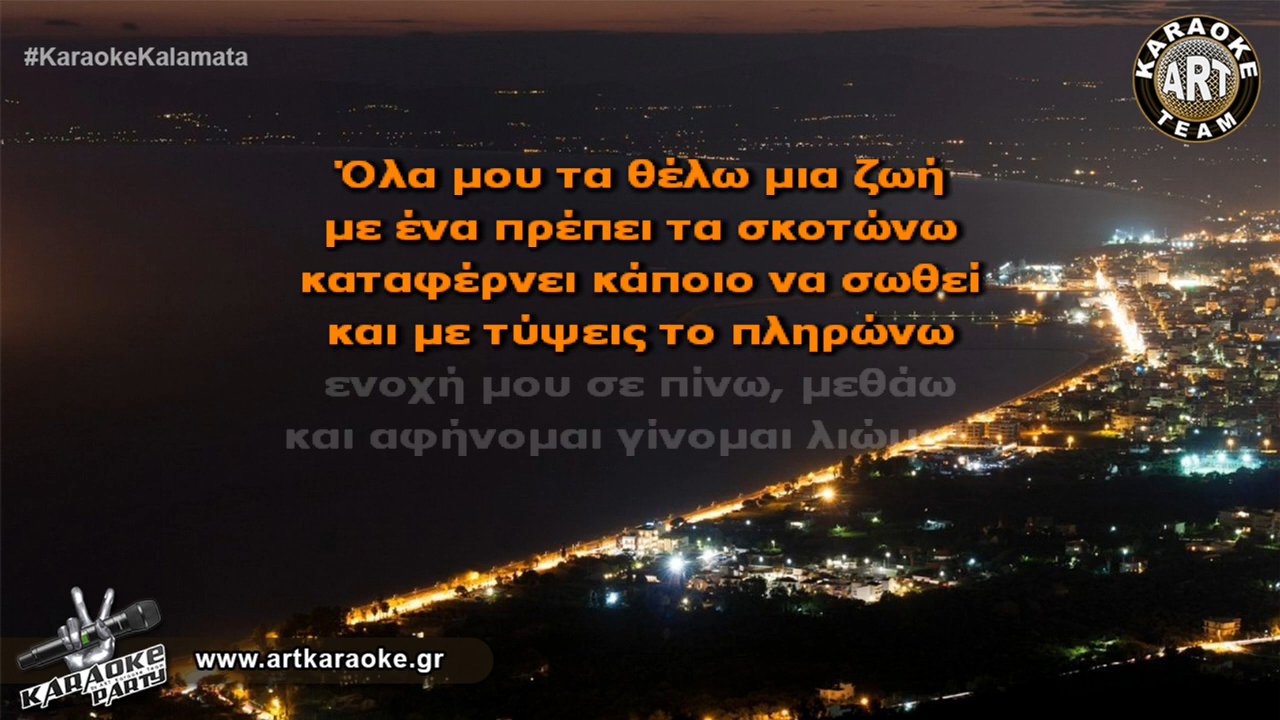 #KaraokeKalamata
KARAOKE
ART
TEAM
Όλα μου τα θέλω μια ζωή
με ένα πρέπει τα σκοτώνω
καταφέρνει κάποιο να σωθεί
και με τύψεις το πληρώνω
ενοχή μου σε πίνω, μεθάω
και αφήνομαι γίνομαι
www.artkaraoke.gr
KARAOKE
PARTY